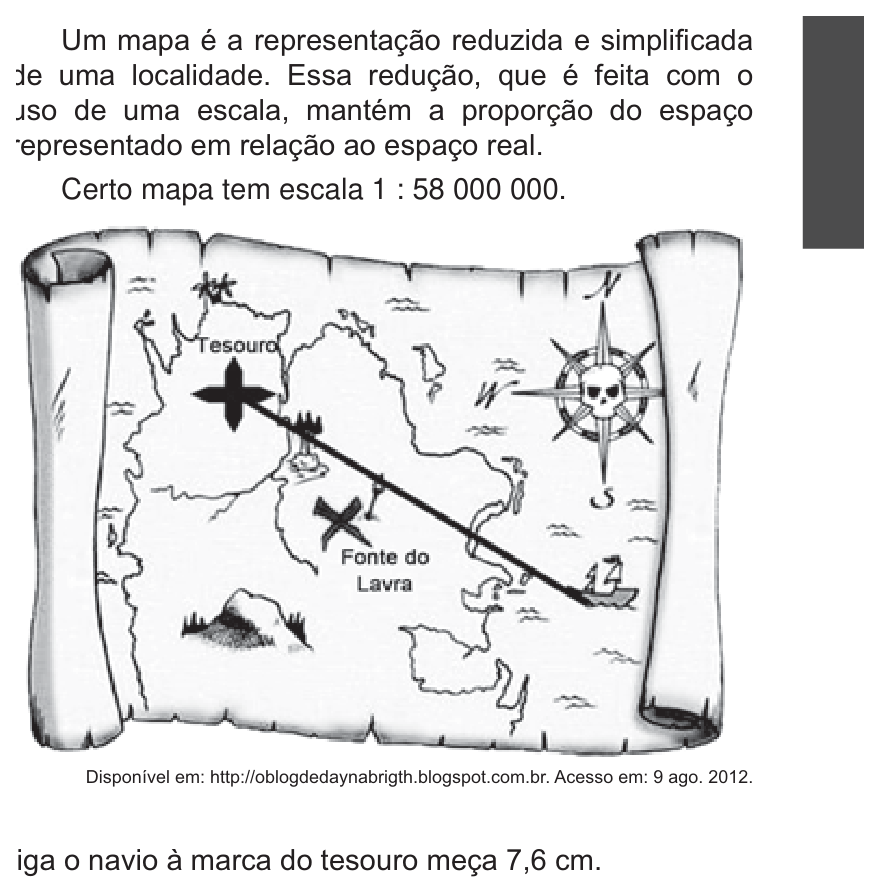 Um mapa é a representação reduzida e simplificada
de uma localidade. Essa redução, que é feita com o
uso de uma escala, mantém a proporção do espaço
representado em relação ao espaço real.
Certo mapa tem escala 1 : 58 000 000.
N
Tesouro
W
S
Fonte do
Lavra
Disponível em: http://oblogdedaynabrigth.blogspot.com.br. Acesso em: 9 ago. 2012.
iga o navio à marca do tesouro meça 7,6 cm.